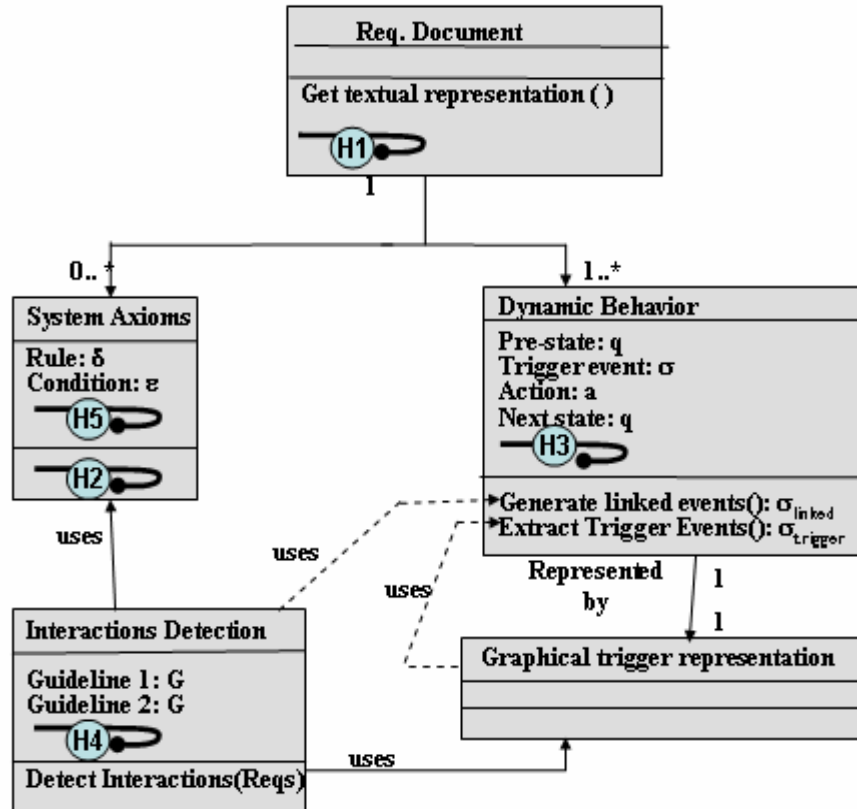 Req. Document
Get textual representation ( )
H1
1
0.. *
1..*
System Axioms
Rule: δ
Condition: ε
H5
H2
Dynamic Behavior
Pre-state: q
Trigger event: σ
Action: a
Next state: q
H3
Generate linked events(): σlinked
Extract Trigger Events(): σtrigger
uses
uses
uses
Represented
by
1
1
Interactions Detection
Guideline 1: G
Guideline 2: G
H4
Detect Interactions(Reqs)
uses
Graphical trigger representation